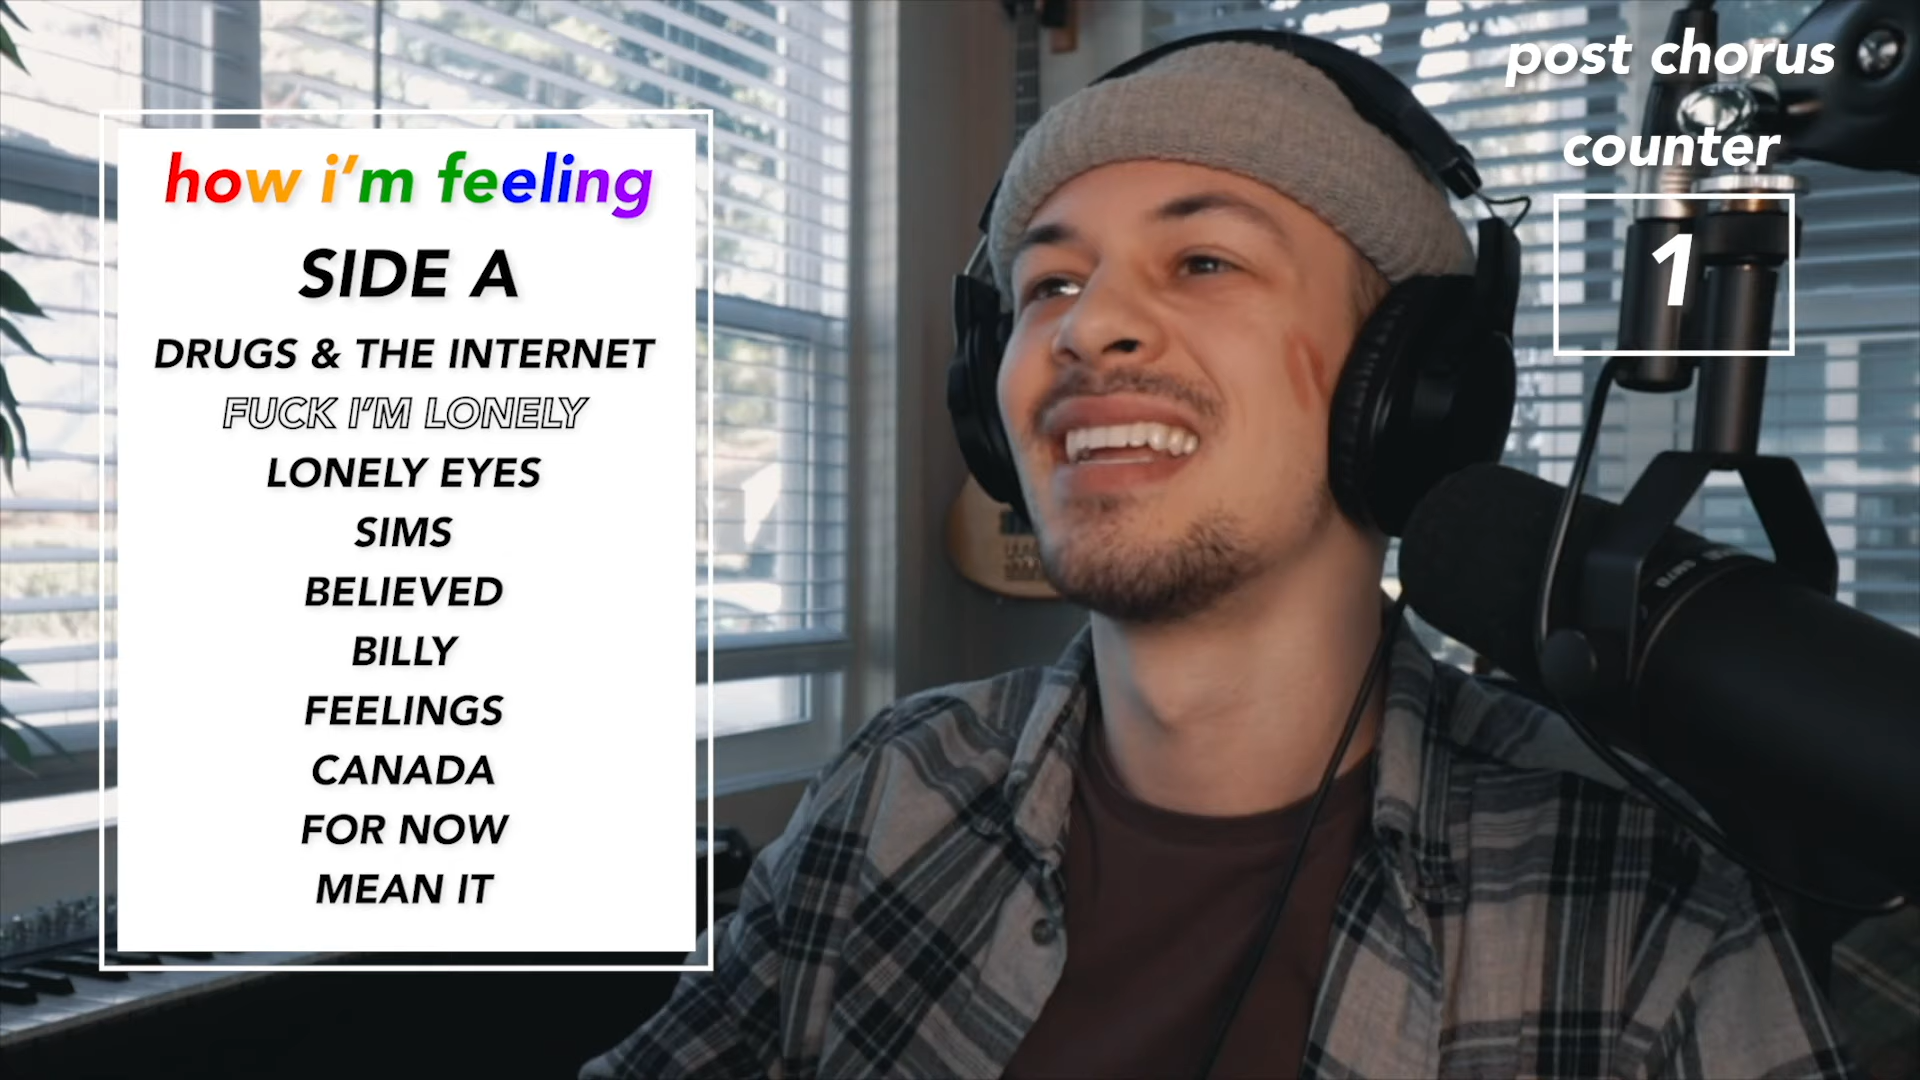 how i'm feeling
SIDE A
DRUGS & THE INTERNET
FUCK I'M LONELY
LONELY EYES
SIMS
BELIEVED
BILLY
FEELINGS
CANADA
FOR NOW
MEAN IT
post chorus
counter
1
SM7B